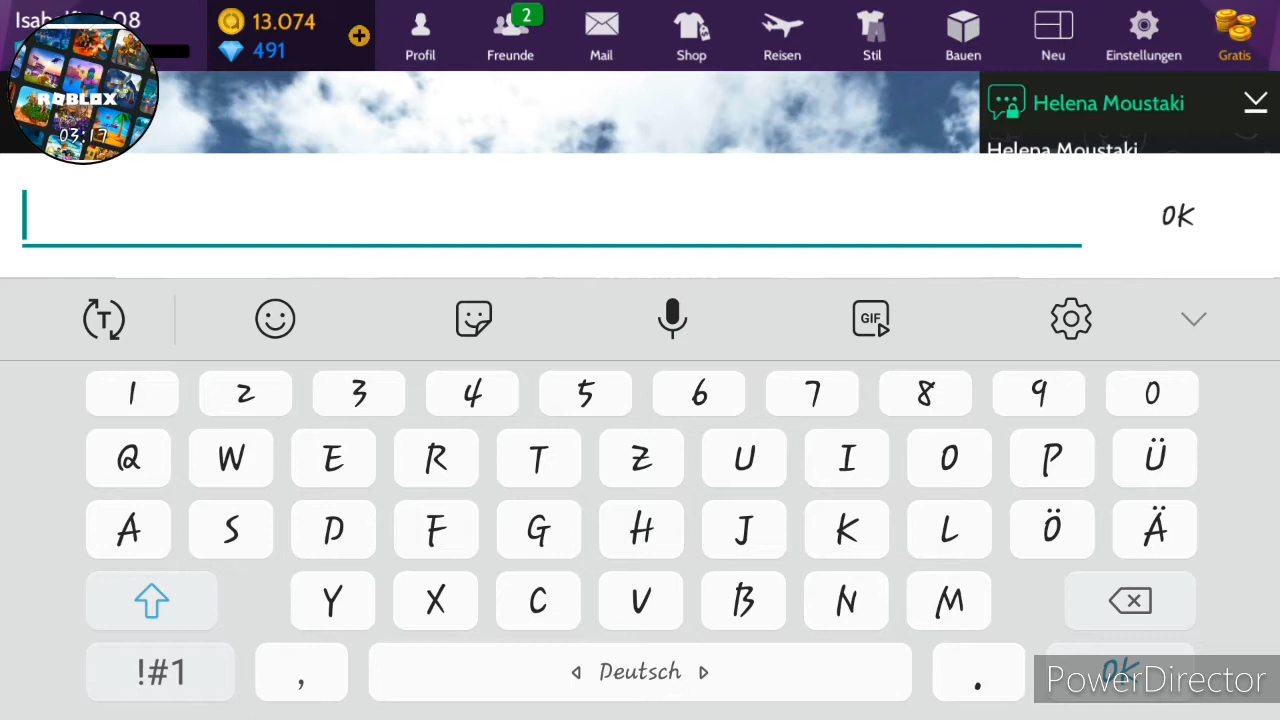 13.074
491
2
Profil
Freunde
Mail
Shop
Reisen
Stil
Bauen
Neu
Einstellungen
Gratis
ROBLOX
03:17
Helena Moustaki
Helena Moustaki
OK
T
GIF
1 2 3 4 5 6 7 8 9 0
Q W E R T Z U I O P Ü
A S D F G H J K L Ö Ä
Y X C V B N M
!#1 , Deutsch . OK
PowerDirector